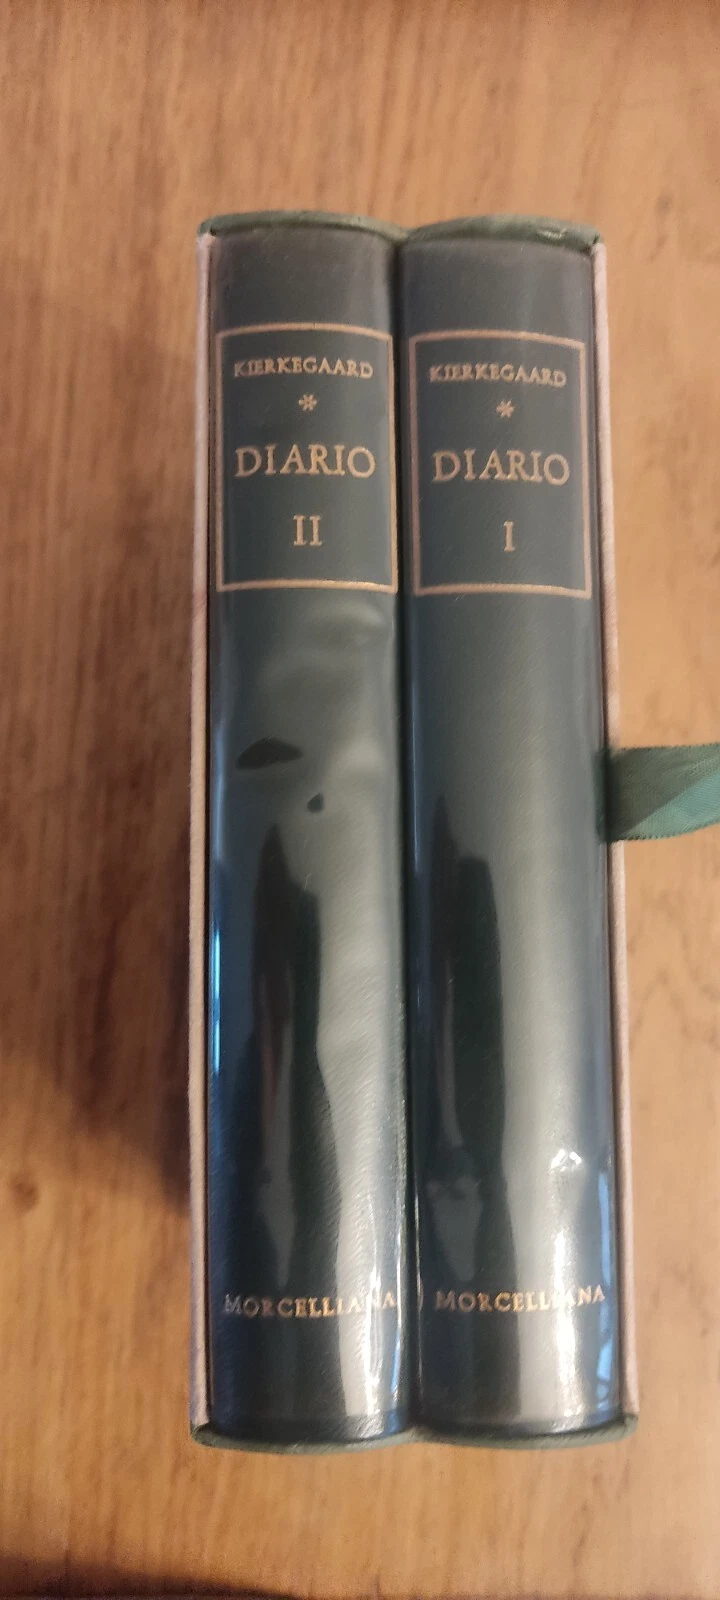 KIERKEGAARD
*
DIARIO
II
MORCELLIANA
KIERKEGAARD
*
DIARIO
I
MORCELLIANA